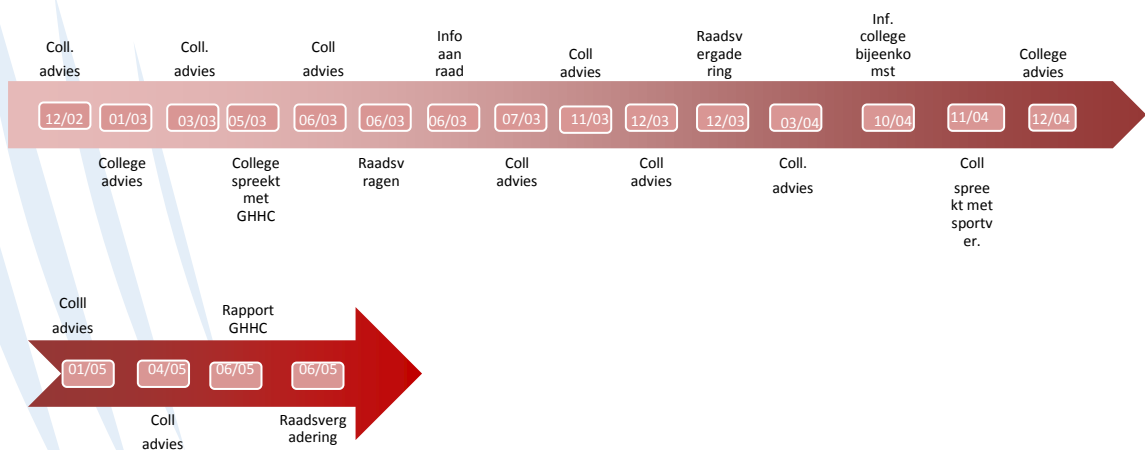 Coll.
advies
Coll.
advies
Coll
advies
Info
aan
raad
Coll
advies
Raadsv
ergade
ring
Inf.
college
bijeenko
mst
College
advies
12/02
01/03
03/03
05/03
06/03
06/03
06/03
07/03
11/03
12/03
12/03
03/04
10/04
11/04
12/04
College
advies
College
spreekt
met
GHHC
Raadsv
ragen
Coll
advies
Coll
advies
Coll.
advies
Coll
spree
kt met
sportv
er.
Colll
advies
Rapport
GHHC
01/05
04/05
06/05
06/05
Coll
advies
Raadsverg
adering